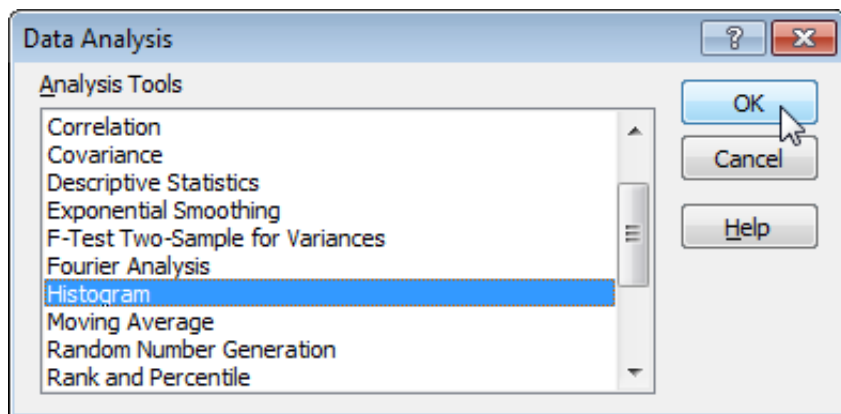 Data Analysis
Analysis Tools
Correlation
Covariance
Descriptive Statistics
Exponential Smoothing
F-Test Two-Sample for Variances
Fourier Analysis
Histogram
Moving Average
Random Number Generation
Rank and Percentile
OK
Cancel
Help